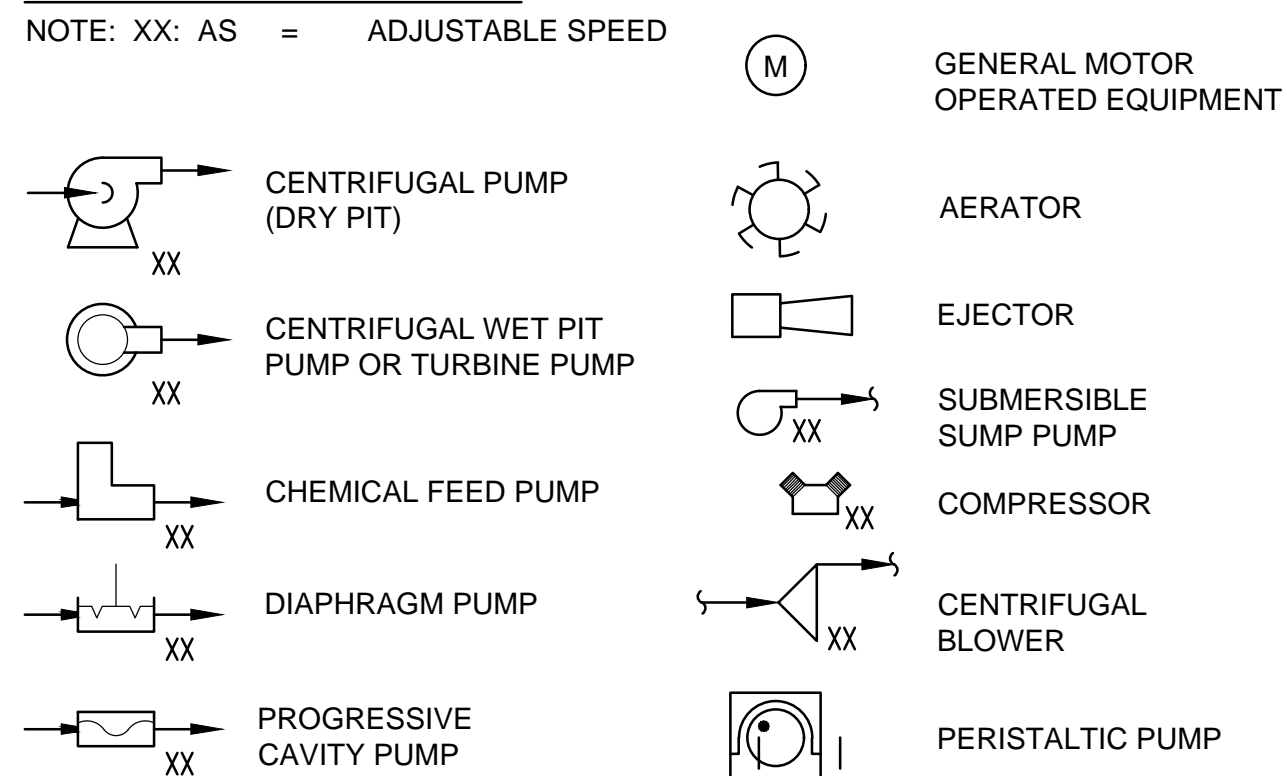 NOTE: XX: AS = ADJUSTABLE SPEED
CENTRIFUGAL PUMP
(DRY PIT)
XX
CENTRIFUGAL WET PIT
PUMP OR TURBINE PUMP
XX
CHEMICAL FEED PUMP
XX
DIAPHRAGM PUMP
XX
PROGRESSIVE
CAVITY PUMP
XX
M
GENERAL MOTOR
OPERATED EQUIPMENT
AERATOR
EJECTOR
SUBMERSIBLE
SUMP PUMP
XX
COMPRESSOR
XX
CENTRIFUGAL
BLOWER
XX
PERISTALTIC PUMP